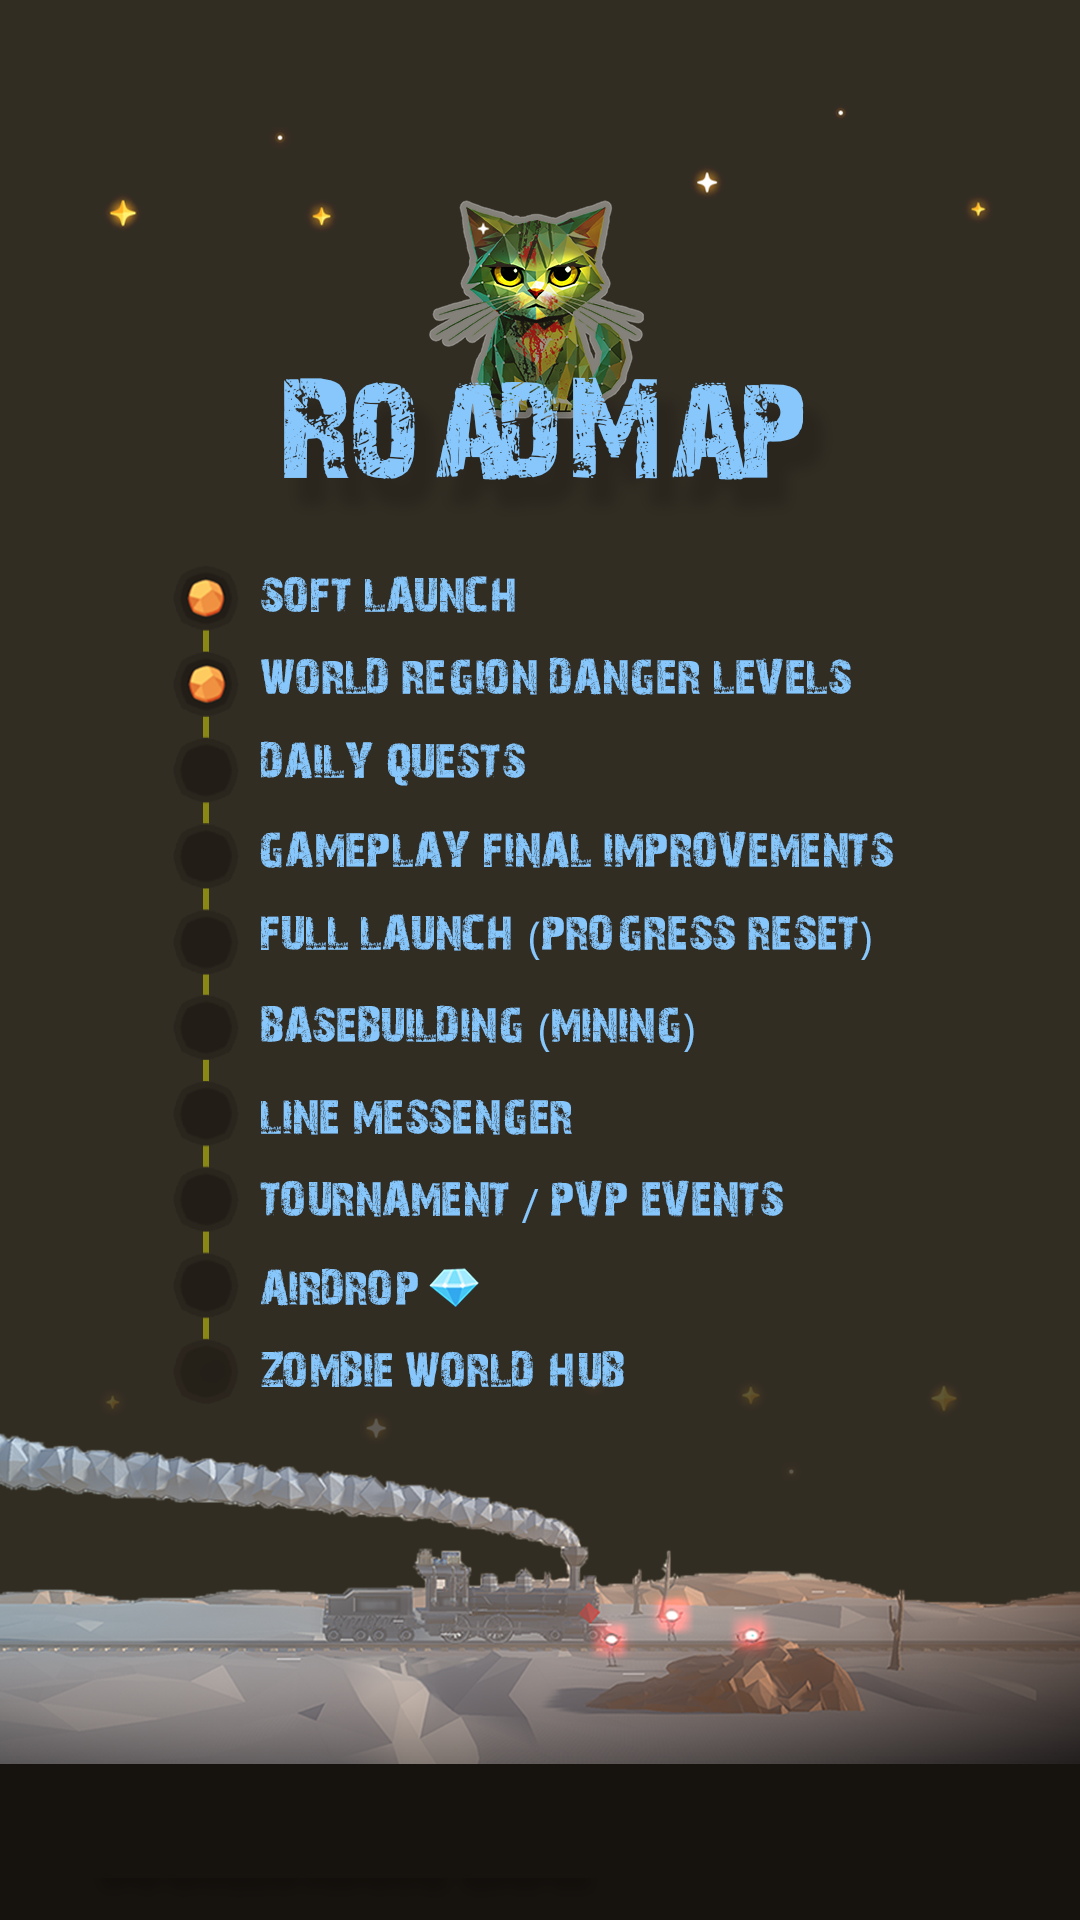 ROADMAP
SOFT LAUNCH
WORLD REGION DANGER LEVELS
DAILY QUESTS
GAMEPLAY FINAL IMPROVEMENTS
FULL LAUNCH (PROGRESS RESET)
BASEBUILDING (MINING)
LINE MESSENGER
TOURNAMENT / PVP EVENTS
AIRDROP 💎
ZOMBIE WORLD HUB